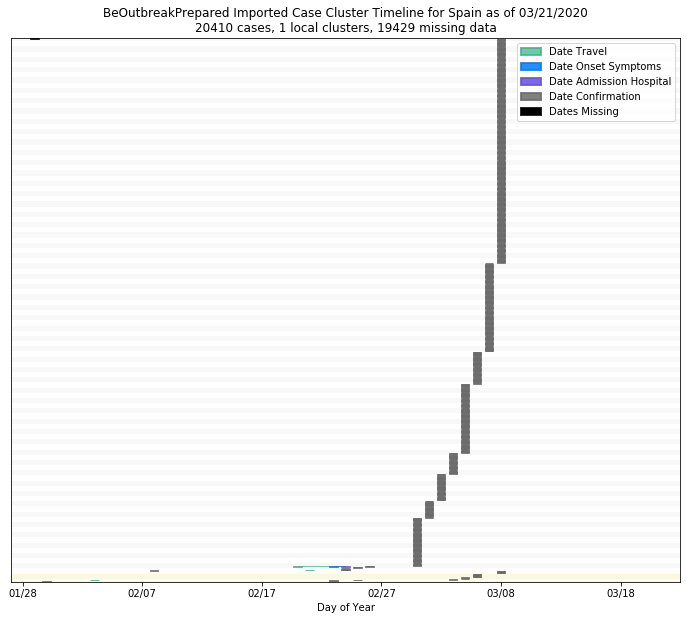 BeOutbreakPrepared Imported Case Cluster Timeline for Spain as of 03/21/2020
20410 cases, 1 local clusters, 19429 missing data
Date Travel
Date Onset Symptoms
Date Admission Hospital
Date Confirmation
Dates Missing
01/28 02/07 02/17 02/27 03/08 03/18
Day of Year